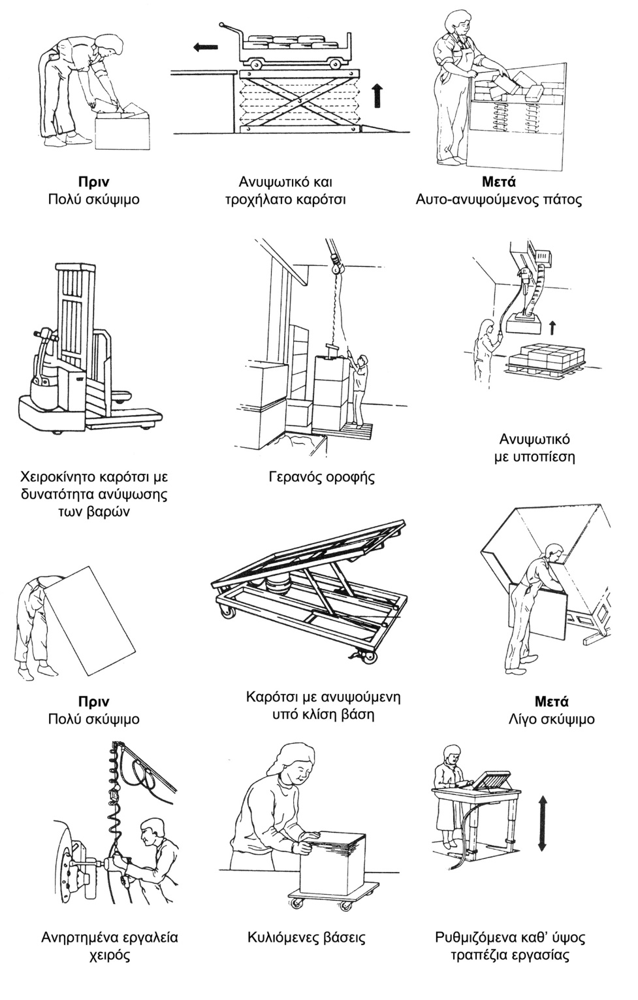 Πριν
Πολύ σκύψιμο
Ανυψωτικό και
τροχήλατο καρότσι
Μετά
Αυτο-ανυψούμενος πάτος
Χειροκίνητο καρότσι με
δυνατότητα ανύψωσης
των βαρών
Γερανός οροφής
Ανυψωτικό
με υποπίεση
Πριν
Πολύ σκύψιμο
Καρότσι με ανυψούμενη
υπό κλίση βάση
Μετά
Λίγο σκύψιμο
Ανηρτημένα εργαλεία
χειρός
Κυλιόμενες βάσεις
Ρυθμιζόμενα καθ’ ύψος
τραπέζια εργασίας